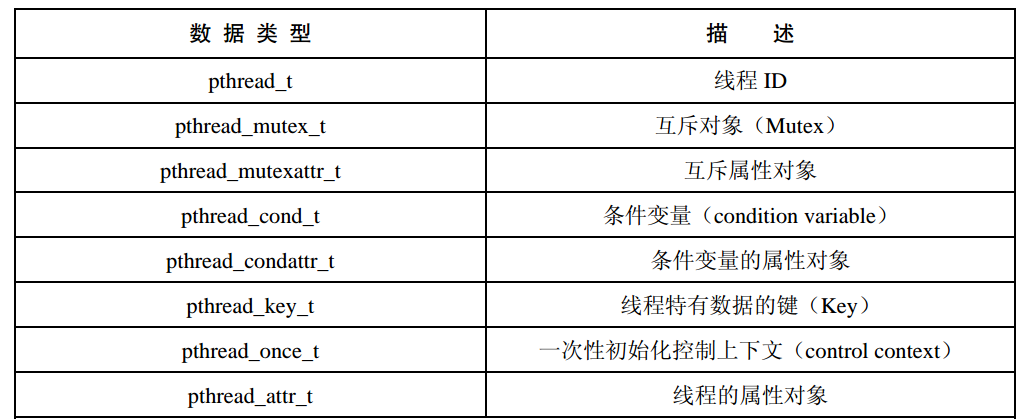 数 据 类 型 描 述
pthread_t 线程 ID
pthread_mutex_t 互斥对象（Mutex）
pthread_mutexattr_t 互斥属性对象
pthread_cond_t 条件变量（condition variable）
pthread_condattr_t 条件变量的属性对象
pthread_key_t 线程特有数据的键（Key）
pthread_once_t 一次性初始化控制上下文（control context）
pthread_attr_t 线程的属性对象